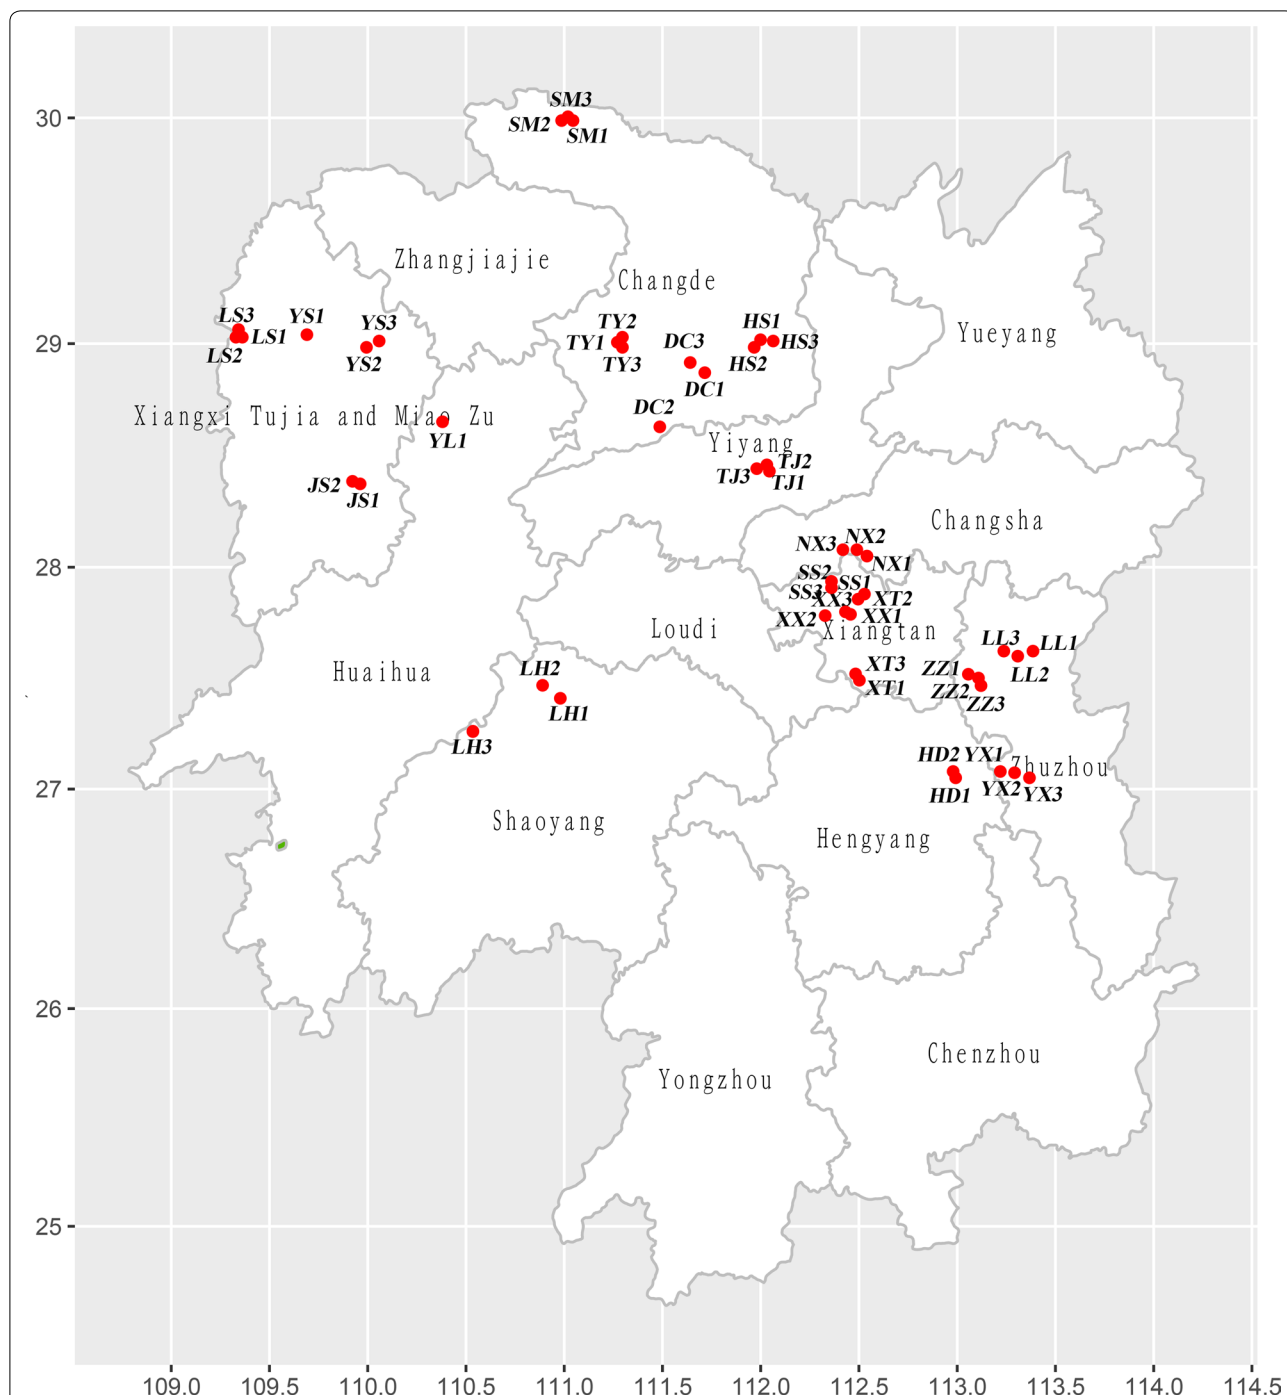 SM3
30
SM2
SM1
Zhangjiajie
Changde
LS3
YS1
YS3
TY2
HS1
29
LS1
TY1
DC3
HS3
Yueyang
LS2
YS2
TY3
HS2
DC1
DC2
Xiangxi Tujia and Miao Zu
YL1
Yiyang
TJ2
TJ3
TJ1
JS2
JS1
Changsha
NX3
NX2
28
NX1
SS2
SS1
SS3
XX3
XT2
XX2
XX1
Loudi
Xiangtan
LL3
LL1
Huaihua
LH2
XT3
ZZ1
LL2
XT1
ZZ2
ZZ3
LH1
LH3
HD2
YX1
Zhuzhou
27
HD1
YX2
YX3
Shaoyang
Hengyang
26
Chenzhou
Yongzhou
25
109.0 109.5 110.0 110.5 111.0 111.5 112.0 112.5 113.0 113.5 114.0 114.5